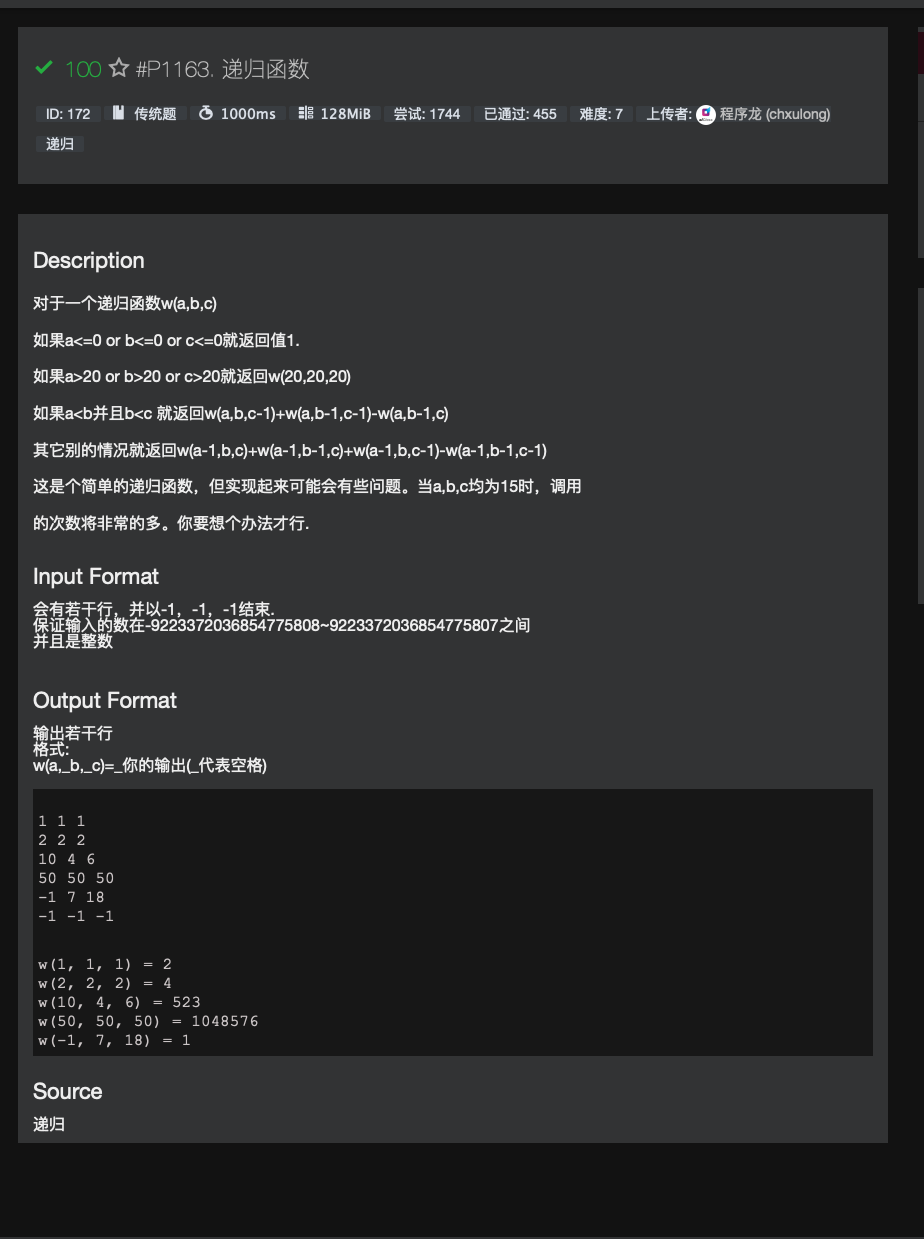 100 #P1163. 递归函数
ID: 172 传统题 1000ms 128MiB 尝试: 1744 已通过: 455 难度: 7 上传者: 程序龙 (chxulong)
递归
Description
对于一个递归函数w(a,b,c)
如果a<=0 or b<=0 or c<=0就返回值1.
如果a>20 or b>20 or c>20就返回w(20,20,20)
如果a<b并且b<c 就返回w(a,b,c-1)+w(a,b-1,c-1)-w(a,b-1,c)
其它别的情况就返回w(a-1,b,c)+w(a-1,b-1,c)+w(a-1,b,c-1)-w(a-1,b-1,c-1)
这是个简单的递归函数，但实现起来可能会有些问题。当a,b,c均为15时，调用
的次数将非常的多。你要想个办法才行.
Input Format
会有若干行，并以-1，-1，-1结束.
保证输入的数在-9223372036854775808~9223372036854775807之间
并且是整数
Output Format
输出若干行
格式:
w(a,_b,_c)=_你的输出(_代表空格)
1 1 1
2 2 2
10 4 6
50 50 50
-1 7 18
-1 -1 -1
w(1, 1, 1) = 2
w(2, 2, 2) = 4
w(10, 4, 6) = 523
w(50, 50, 50) = 1048576
w(-1, 7, 18) = 1
Source
递归